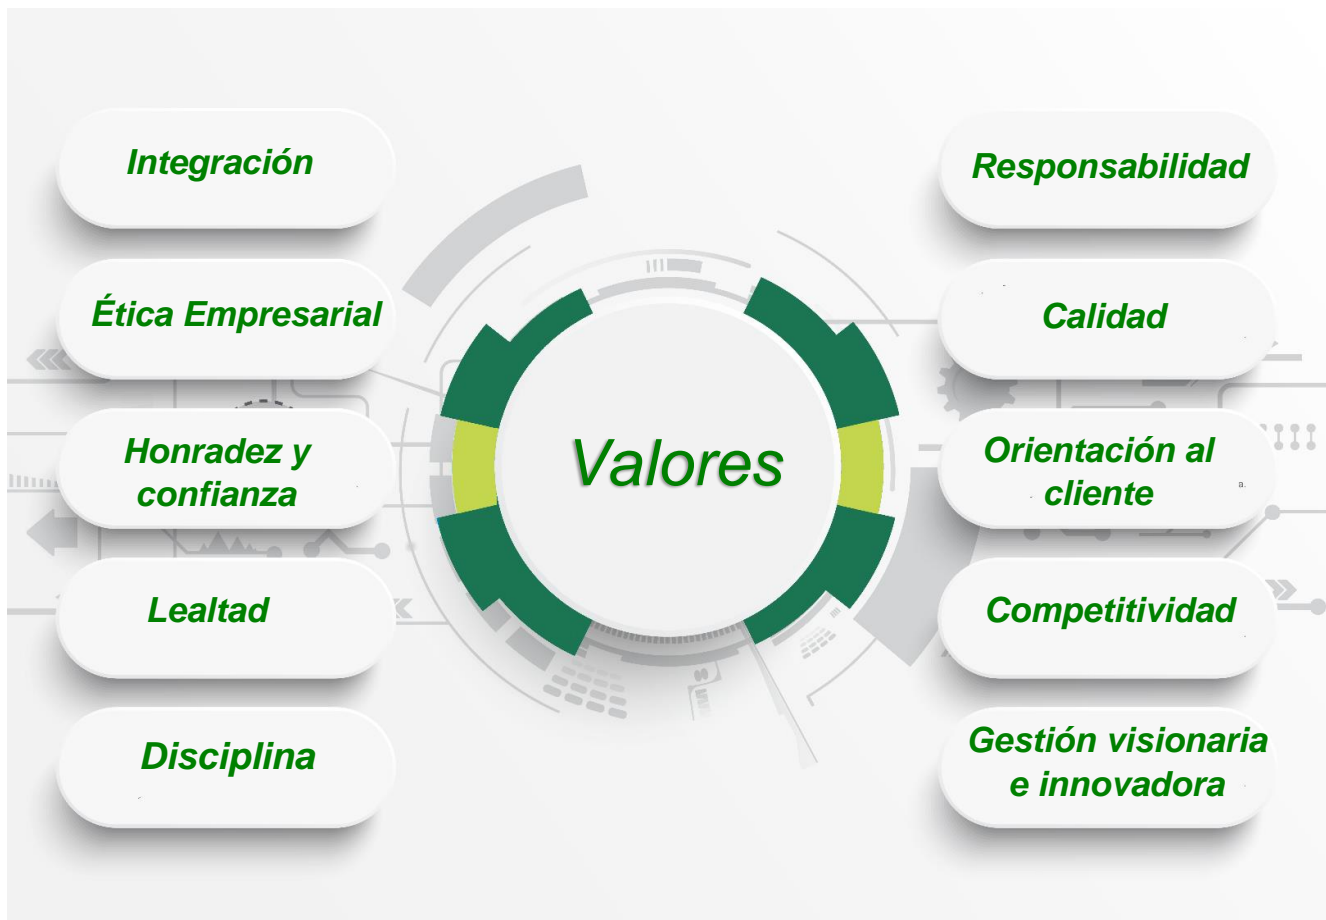 Integración
Ética Empresarial
Honradez y
confianza
Lealtad
Disciplina
Valores
Responsabilidad
Calidad
Orientación al
cliente
a.
Competitividad
Gestión visionaria
e innovadora